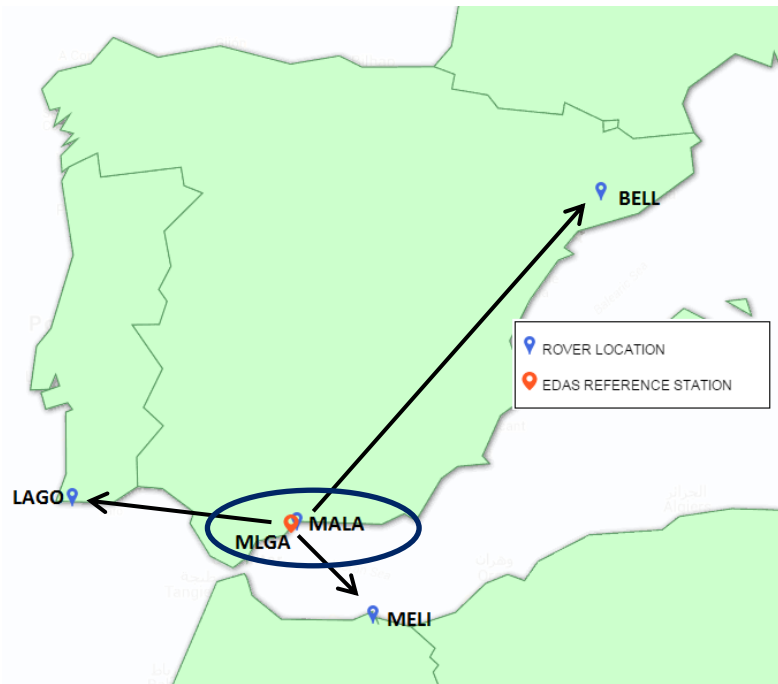 BELL
ROVER LOCATION
EDAS REFERENCE STATION
LAGO
MALA
MLGA
MELI